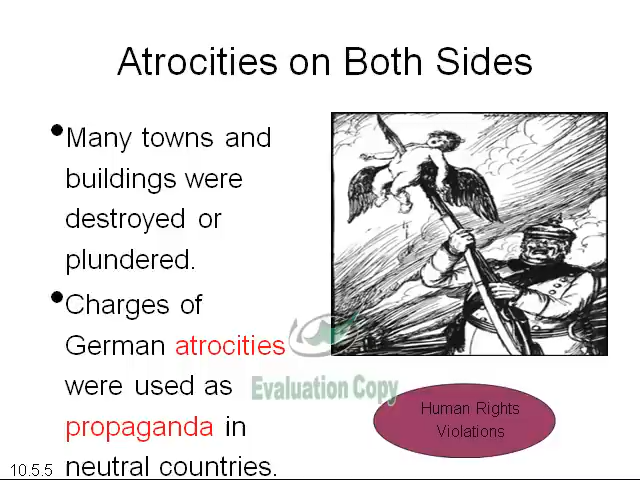 Atrocities on Both Sides
• Many towns and
buildings were
destroyed or
plundered.
• Charges of
German atrocities
were used as
propaganda in
neutral countries.
Evaluation Copy
Human Rights
Violations
10.5.5